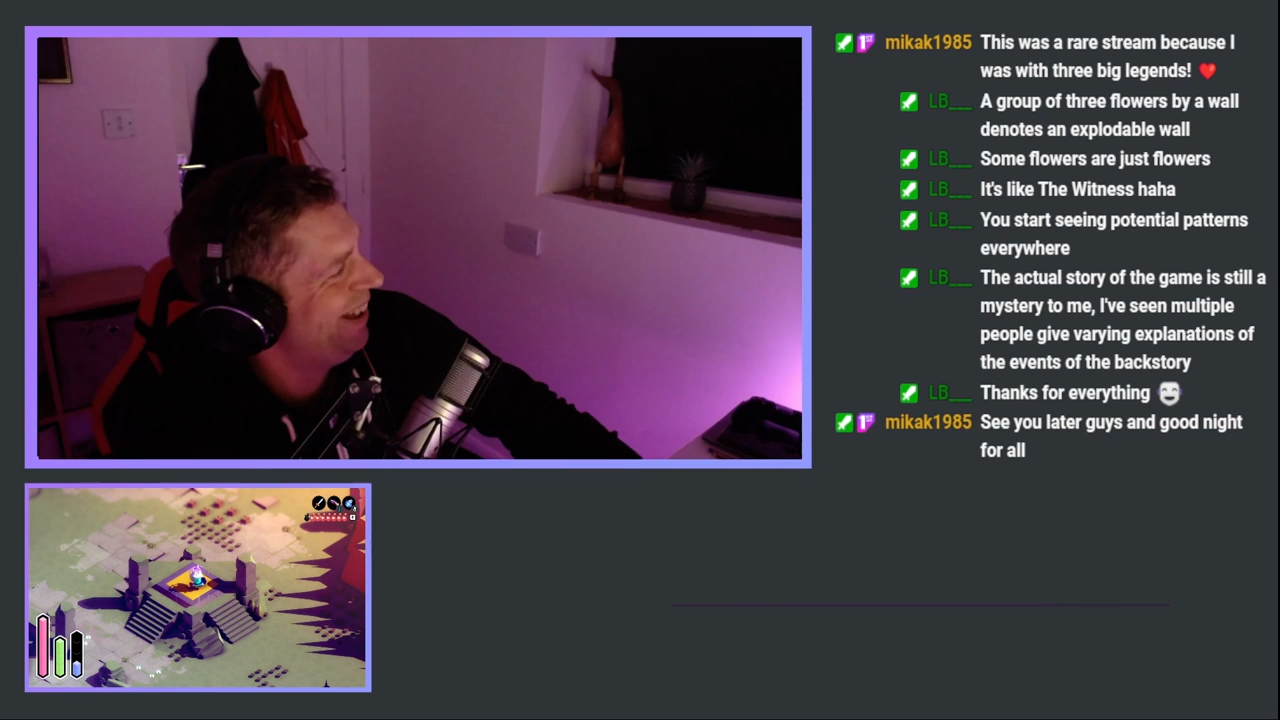 mikak1985 This was a rare stream because I
was with three big legends!
LB___ A group of three flowers by a wall
denotes an explodable wall
LB___ Some flowers are just flowers
LB___ It's like The Witness haha
LB___ You start seeing potential patterns
everywhere
LB___ The actual story of the game is still a
mystery to me, I've seen multiple
people give varying explanations of
the events of the backstory
LB___ Thanks for everything
mikak1985 See you later guys and good night
for all